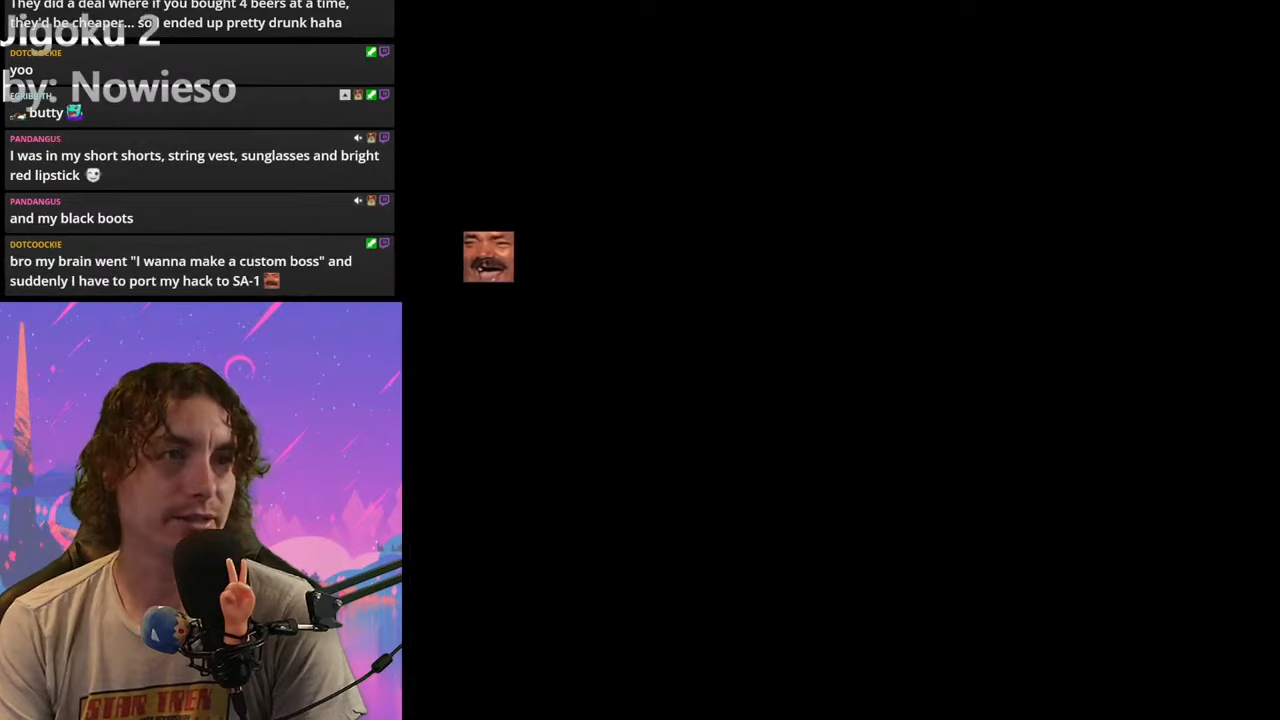 They did a deal where if you bought 4 beers at a time,
they'd be cheaper... so I ended up pretty drunk haha
Jigoku 2
DOTCOOCKIE
yoo
by: Nowieso
butty
PANDANGUS
I was in my short shorts, string vest, sunglasses and bright
red lipstick
PANDANGUS
and my black boots
DOTCOOCKIE
bro my brain went "I wanna make a custom boss" and
suddenly I have to port my hack to SA-1
STAR TREK